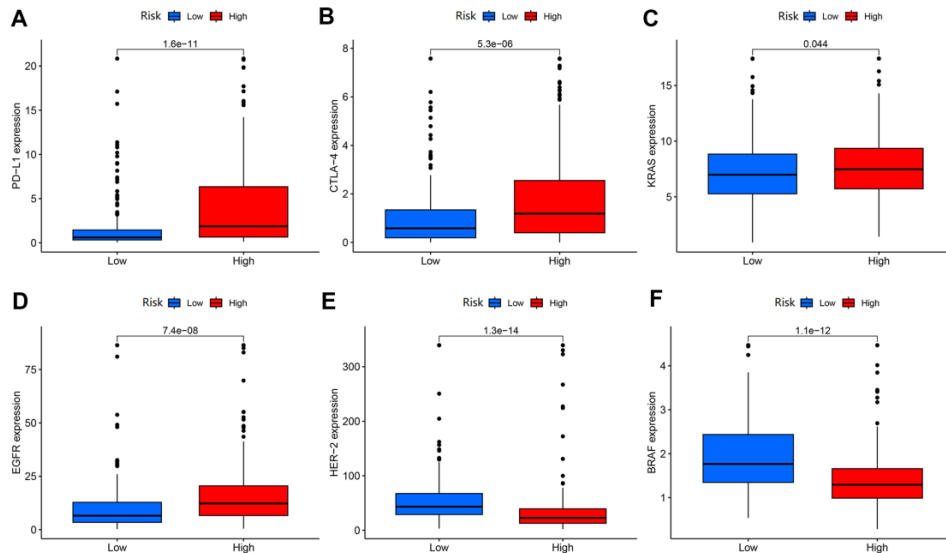 A
Risk Low High
1.6e−11
PD−L1 expression
20
15
10
5
0
Low High
B
Risk Low High
5.3e−06
CTLA−4 expression
8
6
4
2
0
Low High
C
Risk Low High
0.044
KRAS expression
15
10
5
Low High
D
Risk Low High
7.4e−08
EGFR expression
75
50
25
0
Low High
E
Risk Low High
1.3e−14
HER−2 expression
300
200
100
0
Low High
F
Risk Low High
1.1e−12
BRAF expression
4
3
2
1
Low High